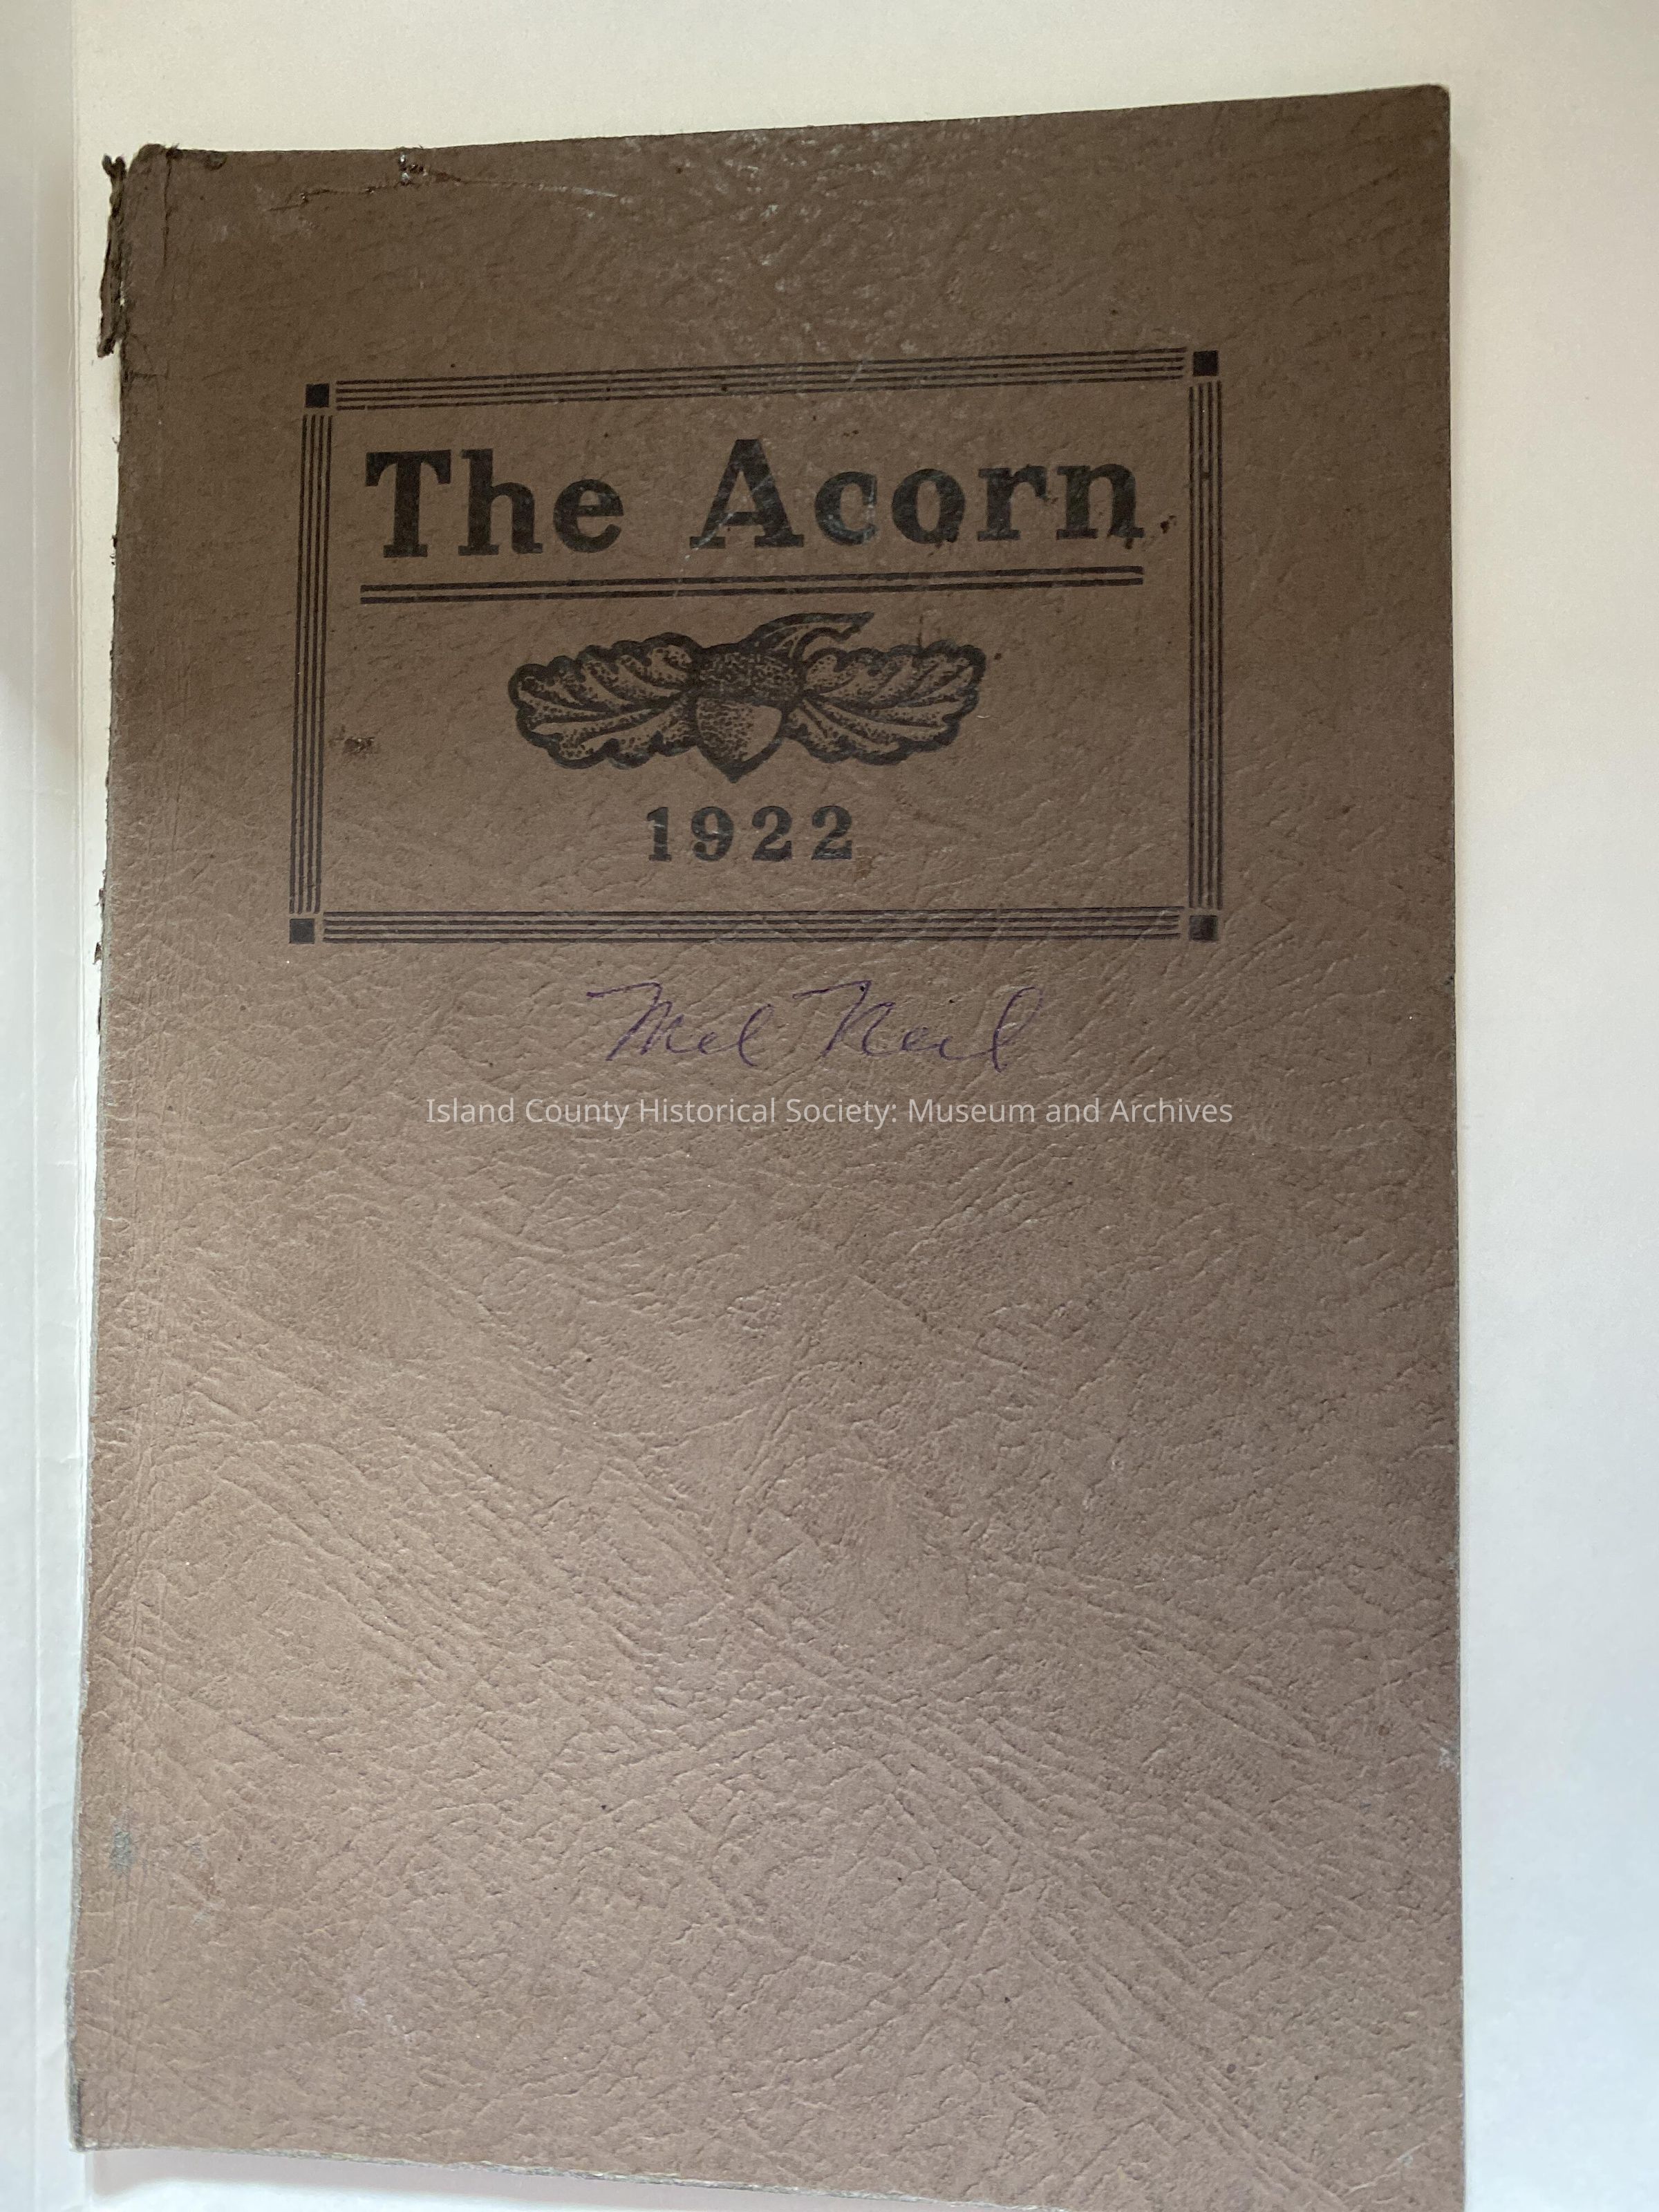 The Acorn
1922
Mel Neil
Island County Historical Society: Museum and Archives